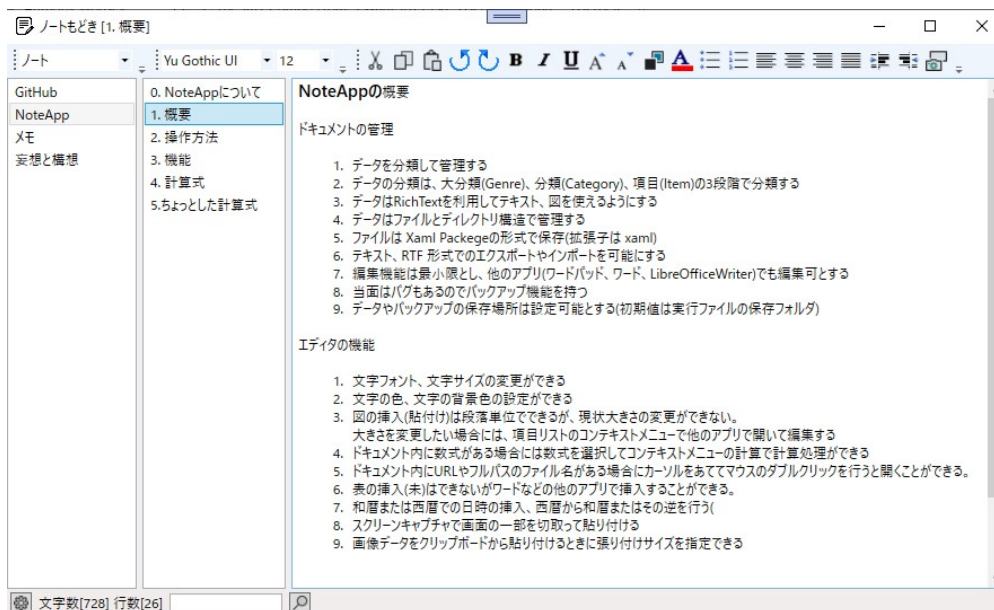 ノートもどき [1. 概要]
ノート Yu Gothic UI 12 B I U A A A
GitHub
NoteApp
メモ
妄想と構想
0. NoteAppについて
1. 概要
2. 操作方法
3. 機能
4. 計算式
5.ちょっとした計算式
NoteAppの概要
ドキュメントの管理
1. データを分類して管理する
2. データの分類は、大分類(Genre)、分類(Category)、項目(Item)の3段階で分類する
3. データはRichTextを利用してテキスト、図を使えるようにする
4. データはファイルとディレクトリ構造で管理する
5. ファイルは Xaml Packegeの形式で保存(拡張子は xaml)
6. テキスト、RTF 形式でのエクスポートやインポートを可能にする
7. 編集機能は最小限とし、他のアプリ(ワードパッド、ワード、LibreOfficeWriter)でも編集可とする
8. 当面はバグもあるのでバックアップ機能を持つ
9. データやバックアップの保存場所は設定可能とする(初期値は実行ファイルの保存フォルダ)
エディタの機能
1. 文字フォント、文字サイズの変更ができる
2. 文字の色、文字の背景色の設定ができる
3. 図の挿入(貼付け)は段落単位でできるが、現状大きさの変更ができない。
大きさを変更したい場合には、項目リストのコンテキストメニューで他のアプリで開いて編集する
4. ドキュメント内に数式がある場合には数式を選択してコンテキストメニューの計算で計算処理ができる
5. ドキュメント内にURLやフルパスのファイル名がある場合にカーソルをあててマウスのダブルクリックを行うと開くことができる。
6. 表の挿入(未)はできないがワードなどの他のアプリで挿入することができる。
7. 和暦または西暦での日時の挿入、西暦から和暦またはその逆を行う(
8. スクリーンキャプチャで画面の一部を切取って貼り付ける
9. 画像データをクリップボードから貼り付けるときに張り付けサイズを指定できる
文字数[728] 行数[26]